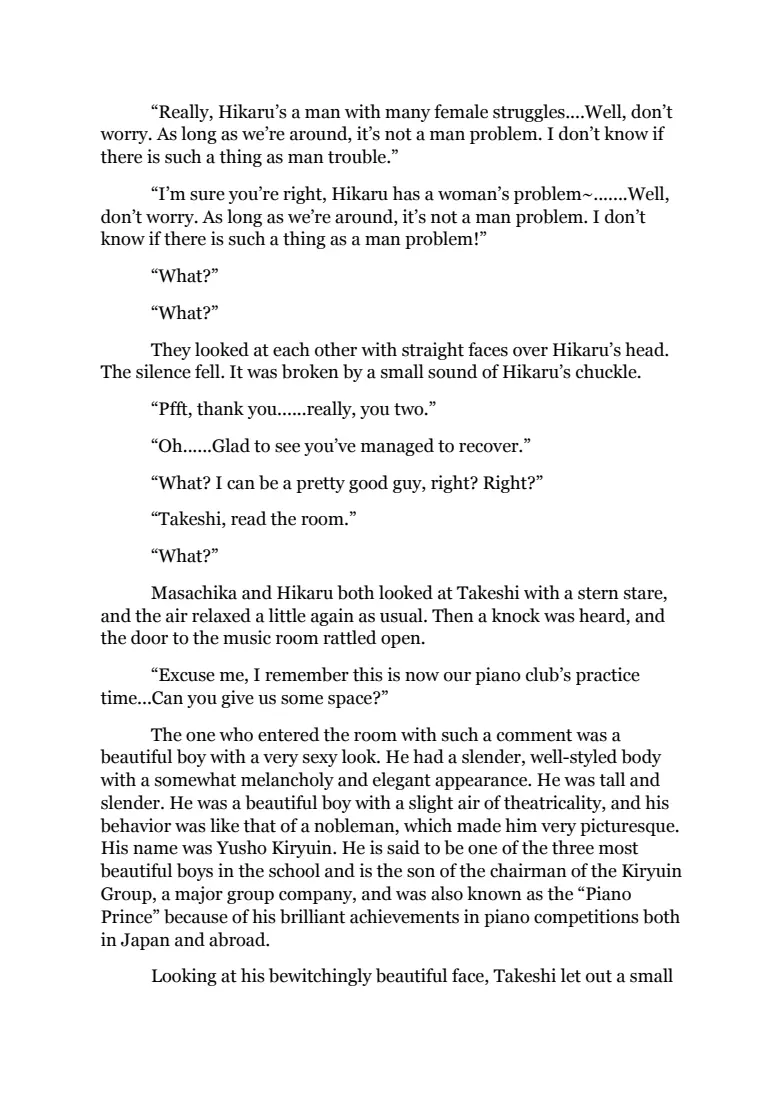 “Really, Hikaru’s a man with many female struggles....Well, don’t
worry. As long as we’re around, it’s not a man problem. I don’t know if
there is such a thing as man trouble.”
“I’m sure you’re right, Hikaru has a woman’s problem~.......Well,
don’t worry. As long as we’re around, it’s not a man problem. I don’t
know if there is such a thing as a man problem!”
“What?”
“What?”
They looked at each other with straight faces over Hikaru’s head.
The silence fell. It was broken by a small sound of Hikaru’s chuckle.
“Pfft, thank you......really, you two.”
“Oh......Glad to see you’ve managed to recover.”
“What? I can be a pretty good guy, right? Right?”
“Takeshi, read the room.”
“What?”
Masachika and Hikaru both looked at Takeshi with a stern stare,
and the air relaxed a little again as usual. Then a knock was heard, and
the door to the music room rattled open.
“Excuse me, I remember this is now our piano club’s practice
time...Can you give us some space?”
The one who entered the room with such a comment was a
beautiful boy with a very sexy look. He had a slender, well-styled body
with a somewhat melancholy and elegant appearance. He was tall and
slender. He was a beautiful boy with a slight air of theatricality, and his
behavior was like that of a nobleman, which made him very picturesque.
His name was Yusho Kiryuin. He is said to be one of the three most
beautiful boys in the school and is the son of the chairman of the Kiryuin
Group, a major group company, and was also known as the “Piano
Prince” because of his brilliant achievements in piano competitions both
in Japan and abroad.
Looking at his bewitchingly beautiful face, Takeshi let out a small